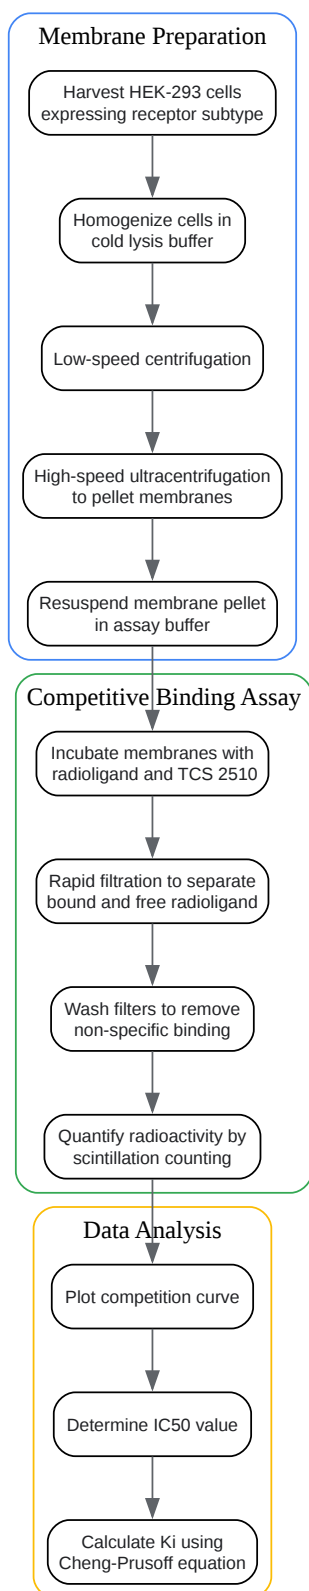 Membrane Preparation
Harvest HEK-293 cells
expressing receptor subtype
Homogenize cells in
cold lysis buffer
Low-speed centrifugation
High-speed ultracentrifugation
to pellet membranes
Resuspend membrane pellet
in assay buffer
Competitive Binding Assay
Incubate membranes with
radioligand and TCS 2510
Rapid filtration to separate
bound and free radioligand
Wash filters to remove
non-specific binding
Quantify radioactivity by
scintillation counting
Data Analysis
Plot competition curve
Determine IC50 value
Calculate Ki using
Cheng-Prusoff equation